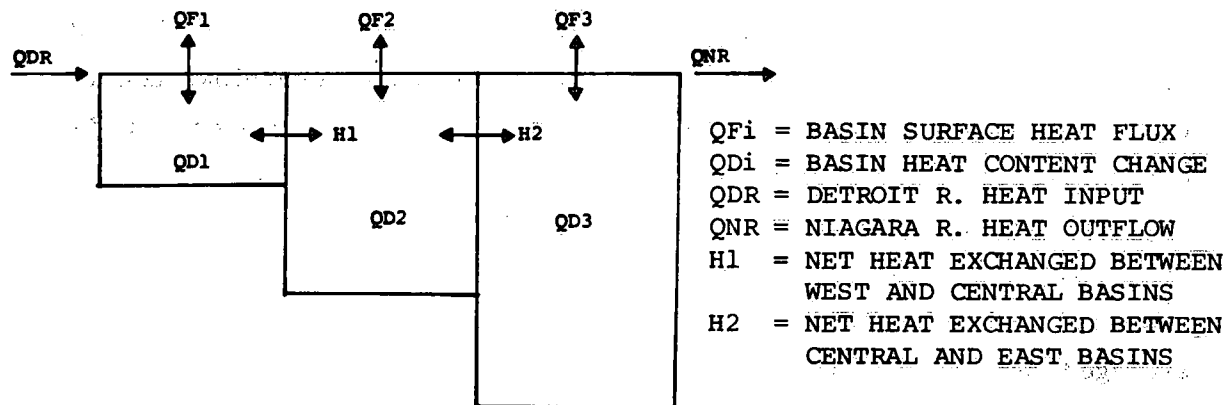 QF1 QF2 QF3
QDR QNR
H1 H2
QD1
QD2 QD3
QFi = BASIN SURFACE HEAT FLUX
QDi = BASIN HEAT CONTENT CHANGE
QDR = DETROIT R. HEAT INPUT
QNR = NIAGARA R. HEAT OUTFLOW
H1 = NET HEAT EXCHANGED BETWEEN
WEST AND CENTRAL BASINS
H2 = NET HEAT EXCHANGED BETWEEN
CENTRAL AND EAST BASINS